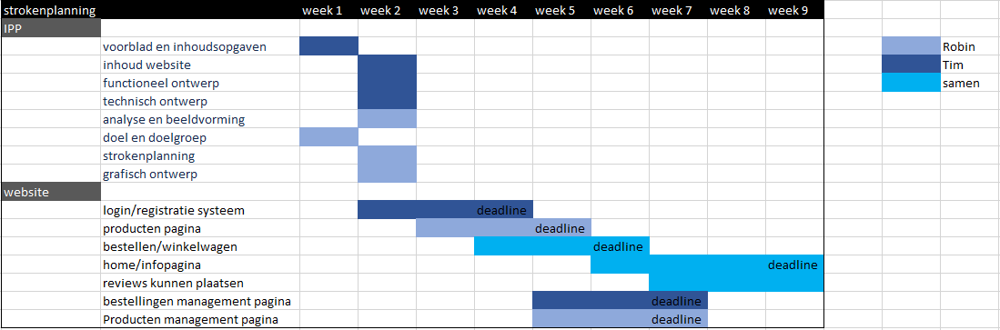 strokenplanning week 1 week 2 week 3 week 4 week 5 week 6 week 7 week 8 week 9
IPP
voorblad en inhoudsopgaven Robin
inhoud website Tim
functioneel ontwerp samen
technisch ontwerp
analyse en beeldvorming
doel en doelgroep
strokenplanning
grafisch ontwerp
website
login/registratie systeem deadline
producten pagina deadline
bestellen/winkelwagen deadline
home/infopagina deadline
reviews kunnen plaatsen
bestellingen management pagina deadline
Producten management pagina deadline